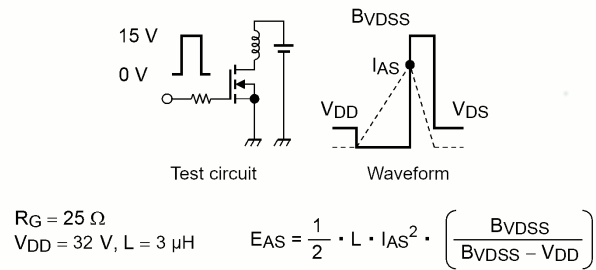 15 V
0 V
Test circuit
BVDSS
IAS
VDD
VDS
Waveform
RG = 25 Ω
VDD = 32 V, L = 3 μH
EAS = 1/2 · L · IAS² · (BVDSS / (BVDSS − VDD))